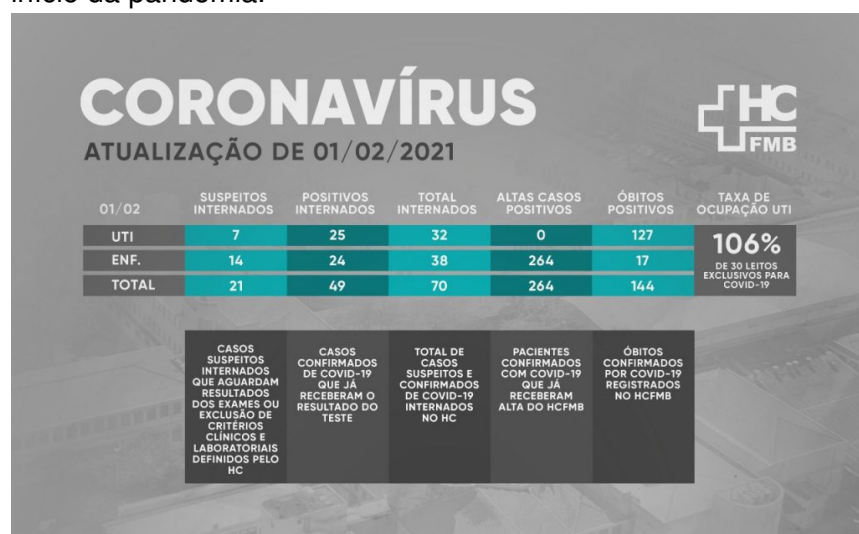 CORONAVÍRUS
ATUALIZAÇÃO DE 01/02/2021
HC
FMB
01/02 SUSPEITOS INTERNADOS POSITIVOS INTERNADOS TOTAL INTERNADOS ALTAS CASOS POSITIVOS ÓBITOS POSITIVOS TAXA DE OCUPAÇÃO UTI
UTI 7 25 32 0 127
ENF. 14 24 38 264 17
TOTAL 21 49 70 264 144
106%
DE 30 LEITOS
EXCLUSIVOS PARA
COVID-19
CASOS
SUSPEITOS
INTERNADOS
QUE AGUARDAM
RESULTADOS
DOS EXAMES OU
EXCLUSÃO DE
CRITÉRIOS
CLÍNICOS E
LABORATORIAIS
DEFINIDOS PELO
HC
CASOS
CONFIRMADOS
DE COVID-19
QUE JÁ
RECEBERAM O
RESULTADO DO
TESTE
TOTAL DE
CASOS
SUSPEITOS E
CONFIRMADOS
DE COVID-19
INTERNADOS
NO HC
PACIENTES
CONFIRMADOS
COM COVID-19
QUE JÁ
RECEBERAM
ALTA DO HCFMB
ÓBITOS
CONFIRMADOS
POR COVID-19
REGISTRADOS
NO HCFMB